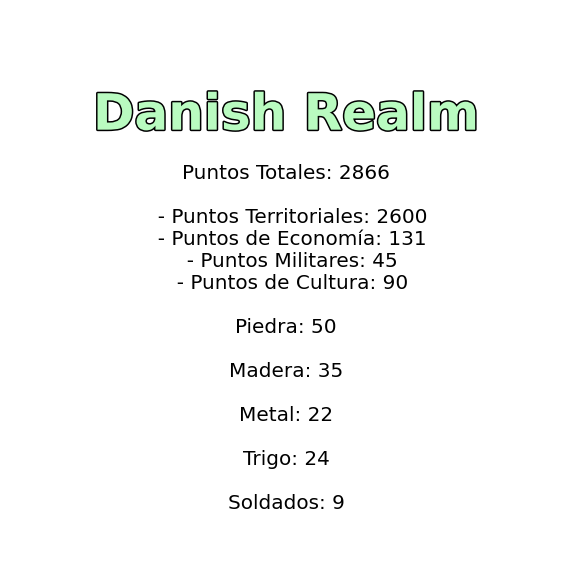 Danish Realm
Puntos Totales: 2866
- Puntos Territoriales: 2600
- Puntos de Economía: 131
- Puntos Militares: 45
- Puntos de Cultura: 90
Piedra: 50
Madera: 35
Metal: 22
Trigo: 24
Soldados: 9